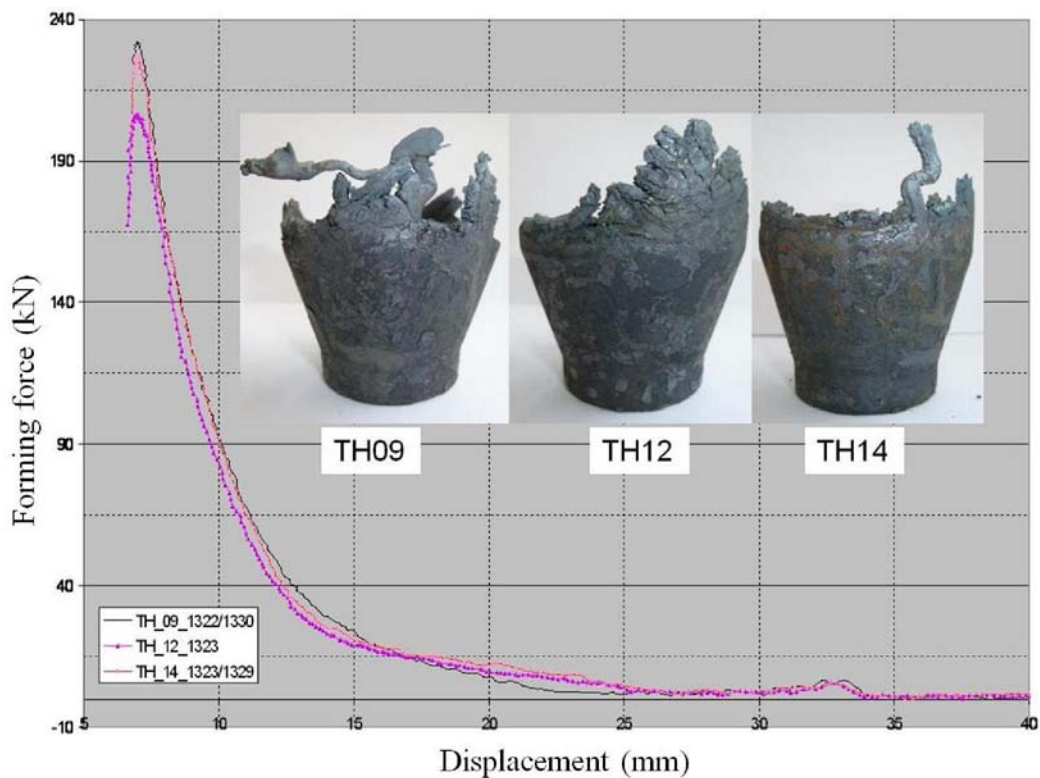 240
190
140
90
40
-10
Forming force (kN)
TH09
TH12
TH14
TH_09_1322/1330
TH_12_1323
TH_14_1323/1329
5
10
15
20
25
30
35
40
Displacement (mm)